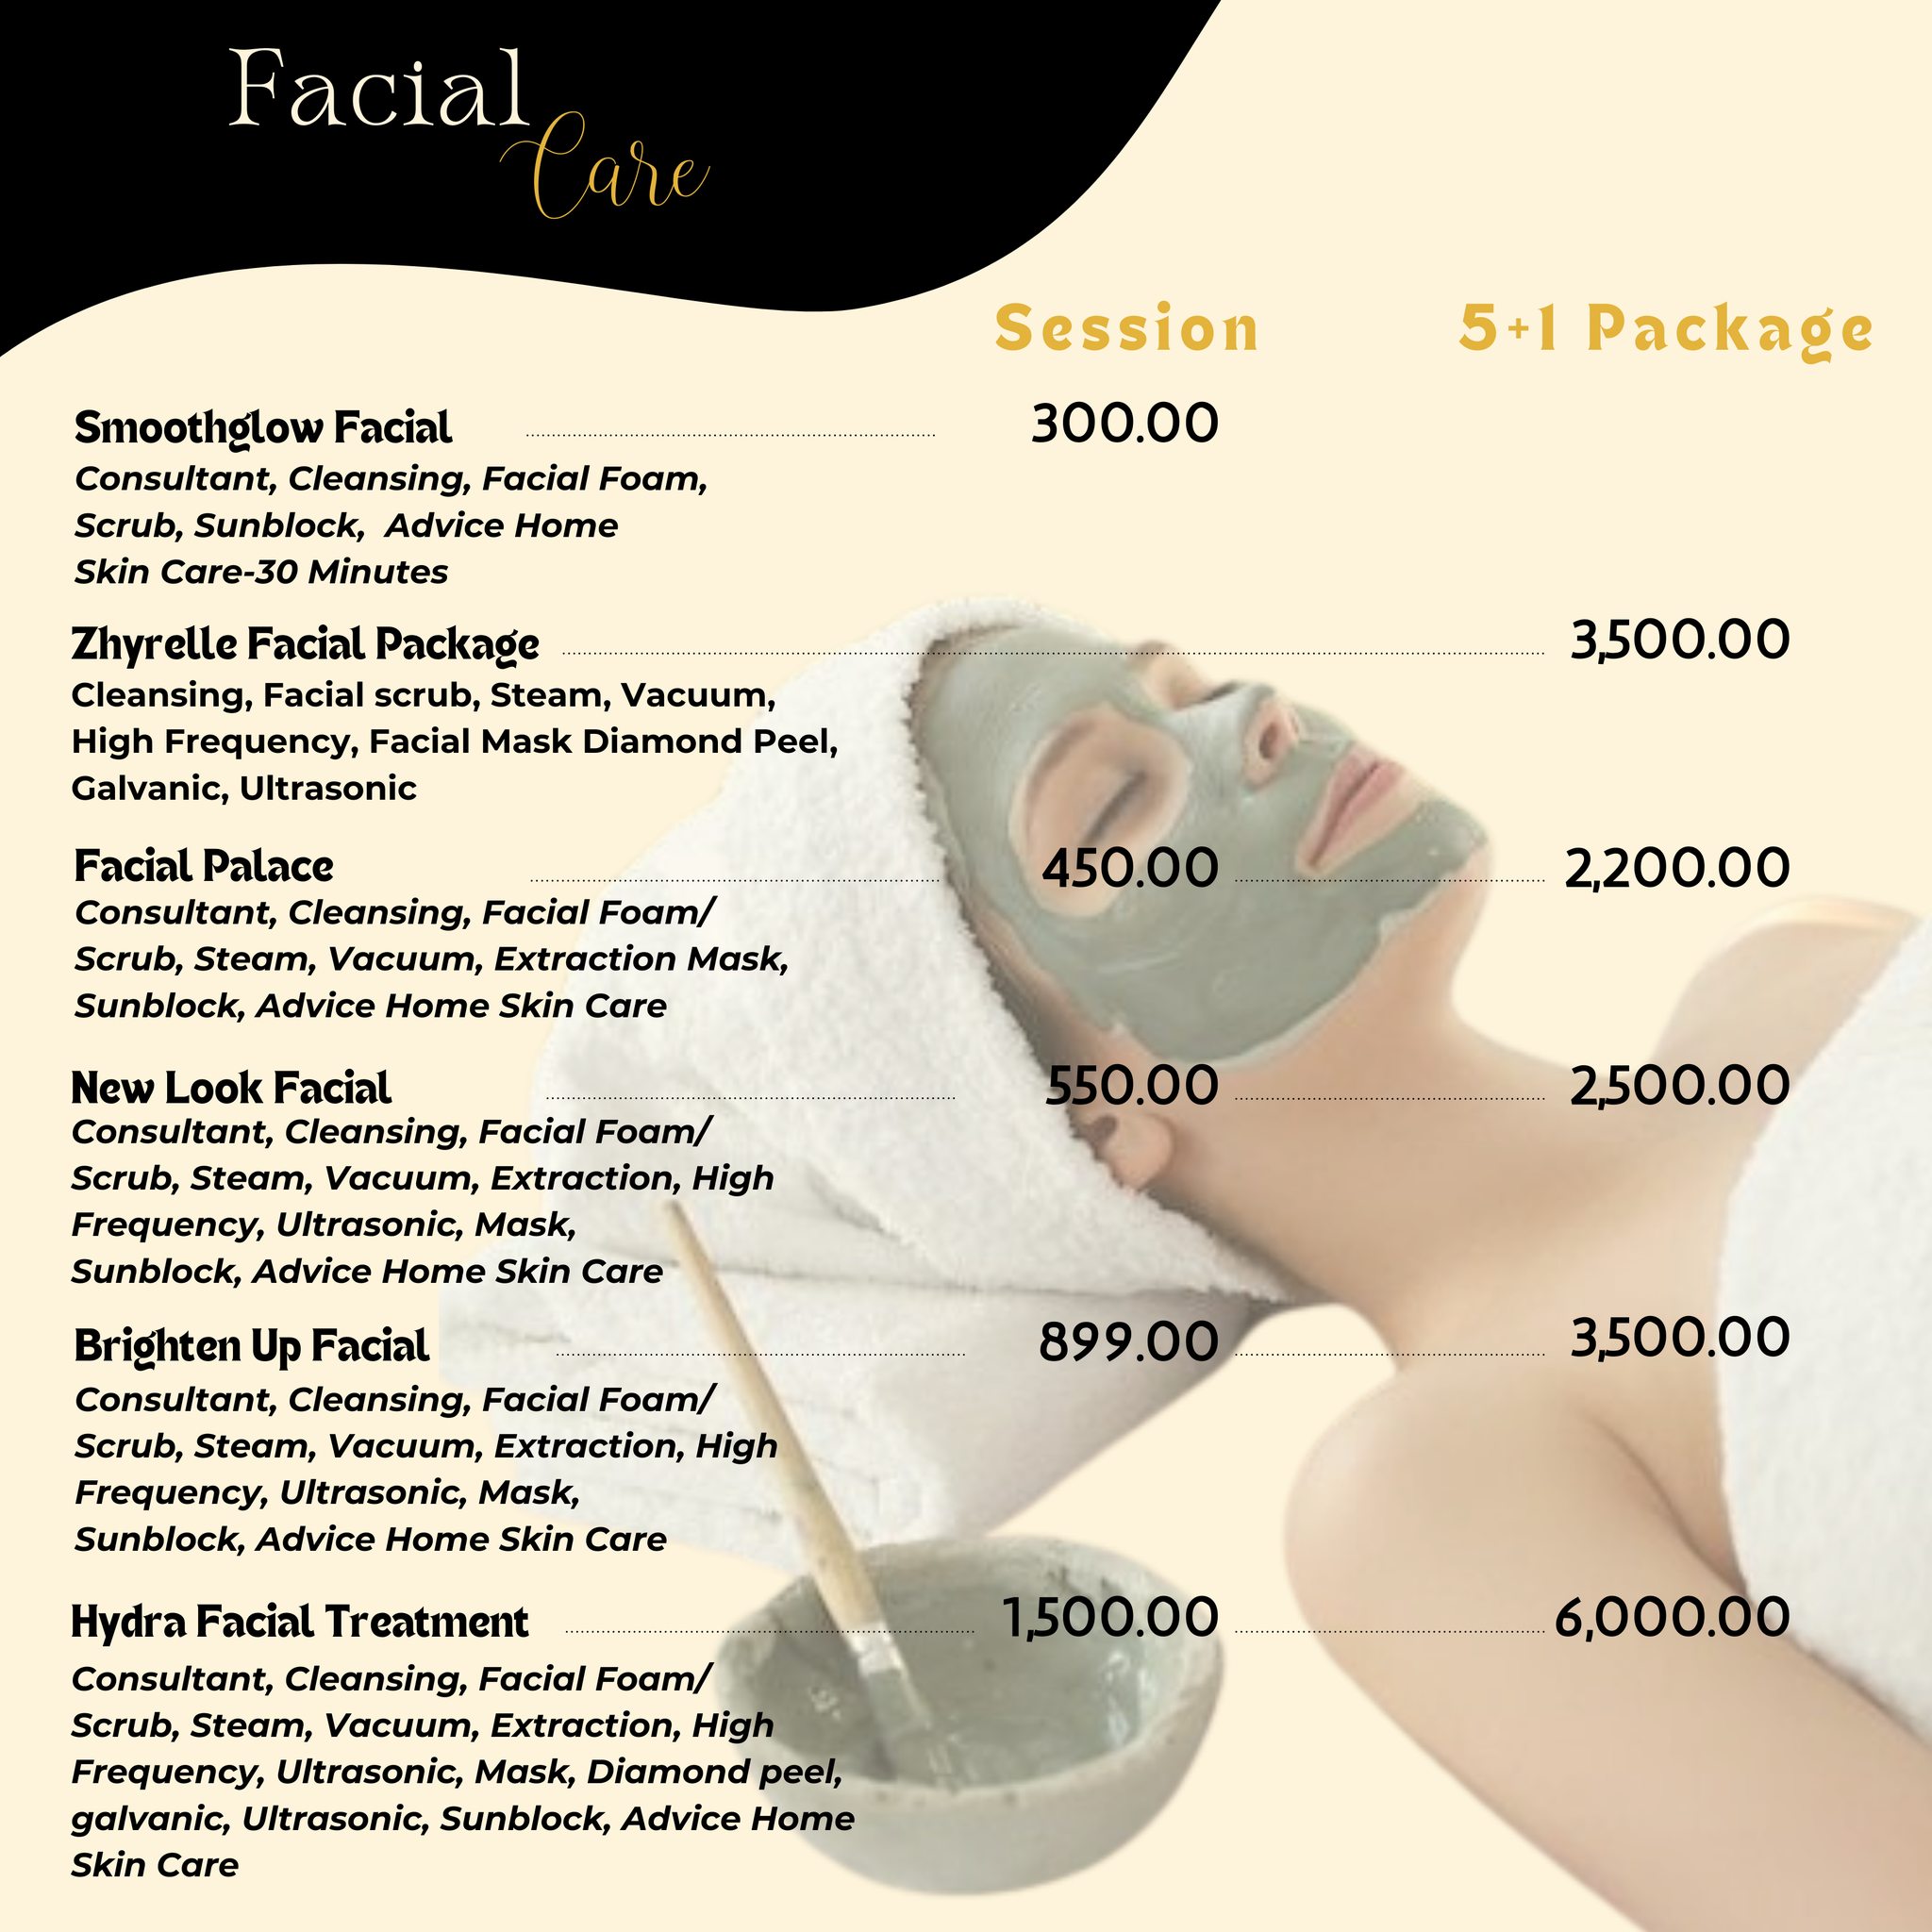 Facial
Care
Session 5+1 Package
Smoothglow Facial 300.00
Consultant, Cleansing, Facial Foam,
Scrub, Sunblock, Advice Home
Skin Care-30 Minutes
Zhyrelle Facial Package 3,500.00
Cleansing, Facial scrub, Steam, Vacuum,
High Frequency, Facial Mask Diamond Peel,
Galvanic, Ultrasonic
Facial Palace 450.00 2,200.00
Consultant, Cleansing, Facial Foam/
Scrub, Steam, Vacuum, Extraction Mask,
Sunblock, Advice Home Skin Care
New Look Facial 550.00 2,500.00
Consultant, Cleansing, Facial Foam/
Scrub, Steam, Vacuum, Extraction, High
Frequency, Ultrasonic, Mask,
Sunblock, Advice Home Skin Care
Brighten Up Facial 899.00 3,500.00
Consultant, Cleansing, Facial Foam/
Scrub, Steam, Vacuum, Extraction, High
Frequency, Ultrasonic, Mask,
Sunblock, Advice Home Skin Care
Hydra Facial Treatment 1,500.00 6,000.00
Consultant, Cleansing, Facial Foam/
Scrub, Steam, Vacuum, Extraction, High
Frequency, Ultrasonic, Mask, Diamond peel,
galvanic, Ultrasonic, Sunblock, Advice Home
Skin Care